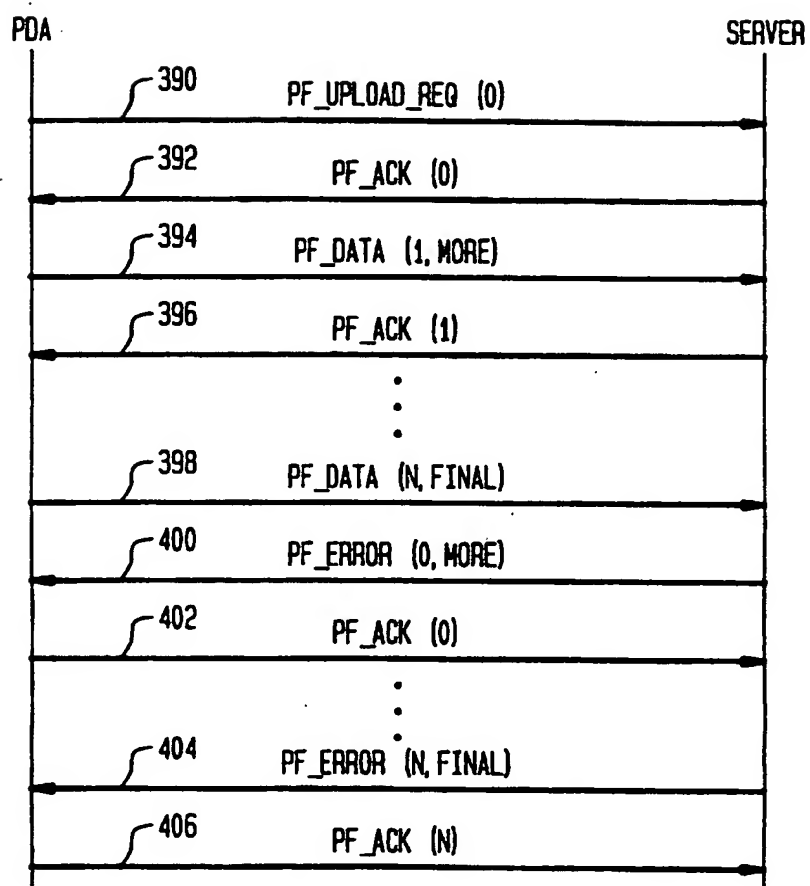 PDA
SERVER
390
PF_UPLOAD_REQ (0)
392
PF_ACK (0)
394
PF_DATA (1, MORE)
396
PF_ACK (1)
398
PF_DATA (N, FINAL)
400
PF_ERROR (0, MORE)
402
PF_ACK (0)
404
PF_ERROR (N, FINAL)
406
PF_ACK (N)